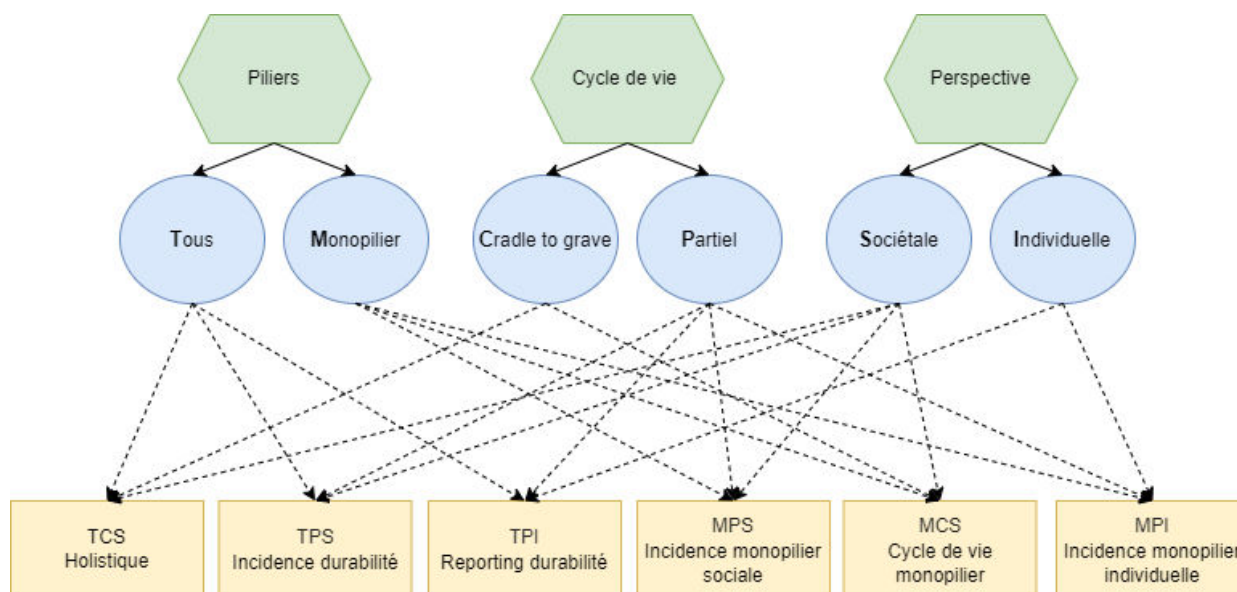 Piliers
Cycle de vie
Perspective
Tous
Monopilier
Cradle to grave
Partiel
Sociétale
Individuelle
TCS
Holistique
TPS
Incidence durabilité
TPI
Reporting durabilité
MPS
Incidence monopilier
sociale
MCS
Cycle de vie
monopilier
MPI
Incidence monopilier
individuelle